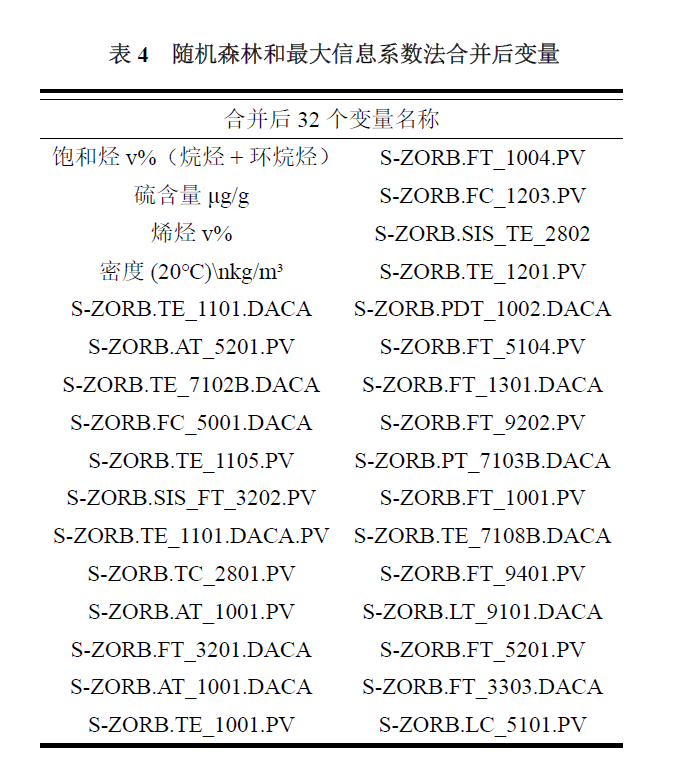 表 4 随机森林和最大信息系数法合并后变量
合并后 32 个变量名称
饱和烃 v%（烷烃 + 环烷烃） S-ZORB.FT_1004.PV
硫含量 μg/g S-ZORB.FC_1203.PV
烯烃 v% S-ZORB.SIS_TE_2802
密度 (20℃)\nkg/m³ S-ZORB.TE_1201.PV
S-ZORB.TE_1101.DACA S-ZORB.PDT_1002.DACA
S-ZORB.AT_5201.PV S-ZORB.FT_5104.PV
S-ZORB.TE_7102B.DACA S-ZORB.FT_1301.DACA
S-ZORB.FC_5001.DACA S-ZORB.FT_9202.PV
S-ZORB.TE_1105.PV S-ZORB.PT_7103B.DACA
S-ZORB.SIS_FT_3202.PV S-ZORB.FT_1001.PV
S-ZORB.TE_1101.DACA.PV S-ZORB.TE_7108B.DACA
S-ZORB.TC_2801.PV S-ZORB.FT_9401.PV
S-ZORB.AT_1001.PV S-ZORB.LT_9101.DACA
S-ZORB.FT_3201.DACA S-ZORB.FT_5201.PV
S-ZORB.AT_1001.DACA S-ZORB.FT_3303.DACA
S-ZORB.TE_1001.PV S-ZORB.LC_5101.PV